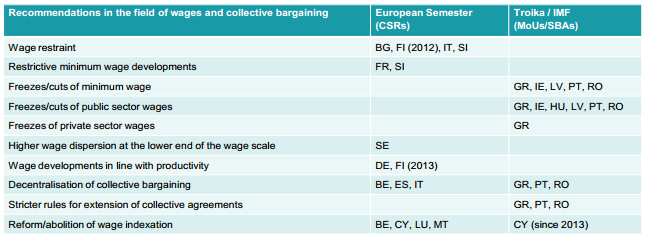 Recommendations in the field of wages and collective bargaining European Semester (CSRs) Troika / IMF (MoUs/SBAs)
Wage restraint BG, FI (2012), IT, SI
Restrictive minimum wage developments FR, SI
Freezes/cuts of minimum wage GR, IE, LV, PT, RO
Freezes/cuts of public sector wages GR, IE, HU, LV, PT, RO
Freezes of private sector wages GR
Higher wage dispersion at the lower end of the wage scale SE
Wage developments in line with productivity DE, FI (2013)
Decentralisation of collective bargaining BE, ES, IT GR, PT, RO
Stricter rules for extension of collective agreements GR, PT, RO
Reform/abolition of wage indexation BE, CY, LU, MT CY (since 2013)